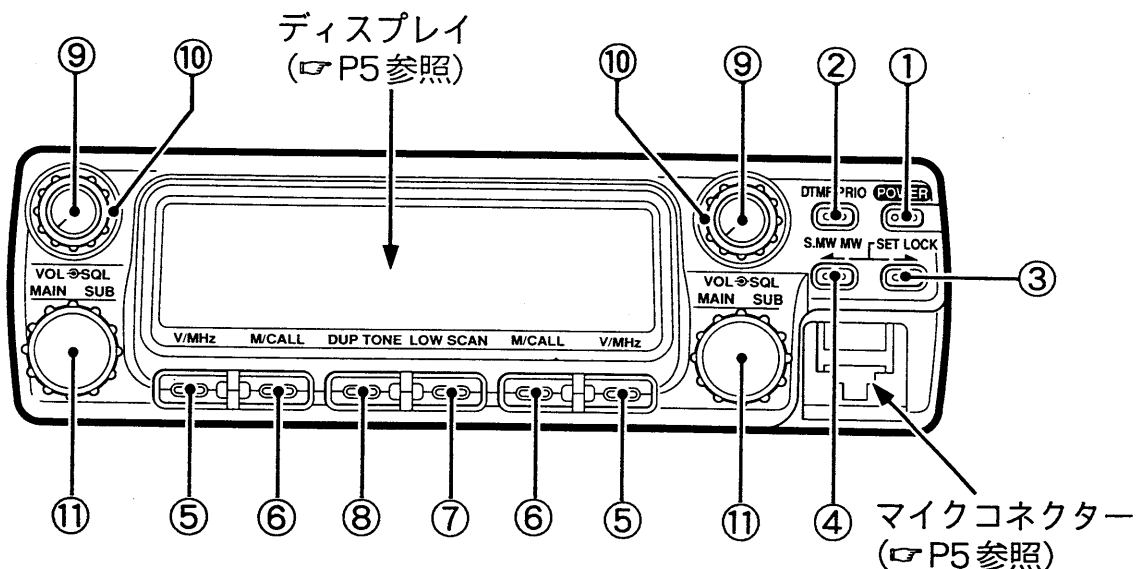 ディスプレイ
(☞ P5参照)
⑨ ⑩ ⑩ ⑨ ② ①
DTMF PRIO POWER
S.MW MW SET LOCK
③
VOL SQL
MAIN SUB
VOL SQL
MAIN SUB
V/MHz M/CALL DUP TONE LOW SCAN M/CALL V/MHz
⑪ ⑤ ⑥ ⑧ ⑦ ⑥ ⑤ ⑪ ④
マイクコネクター
(☞ P5参照)